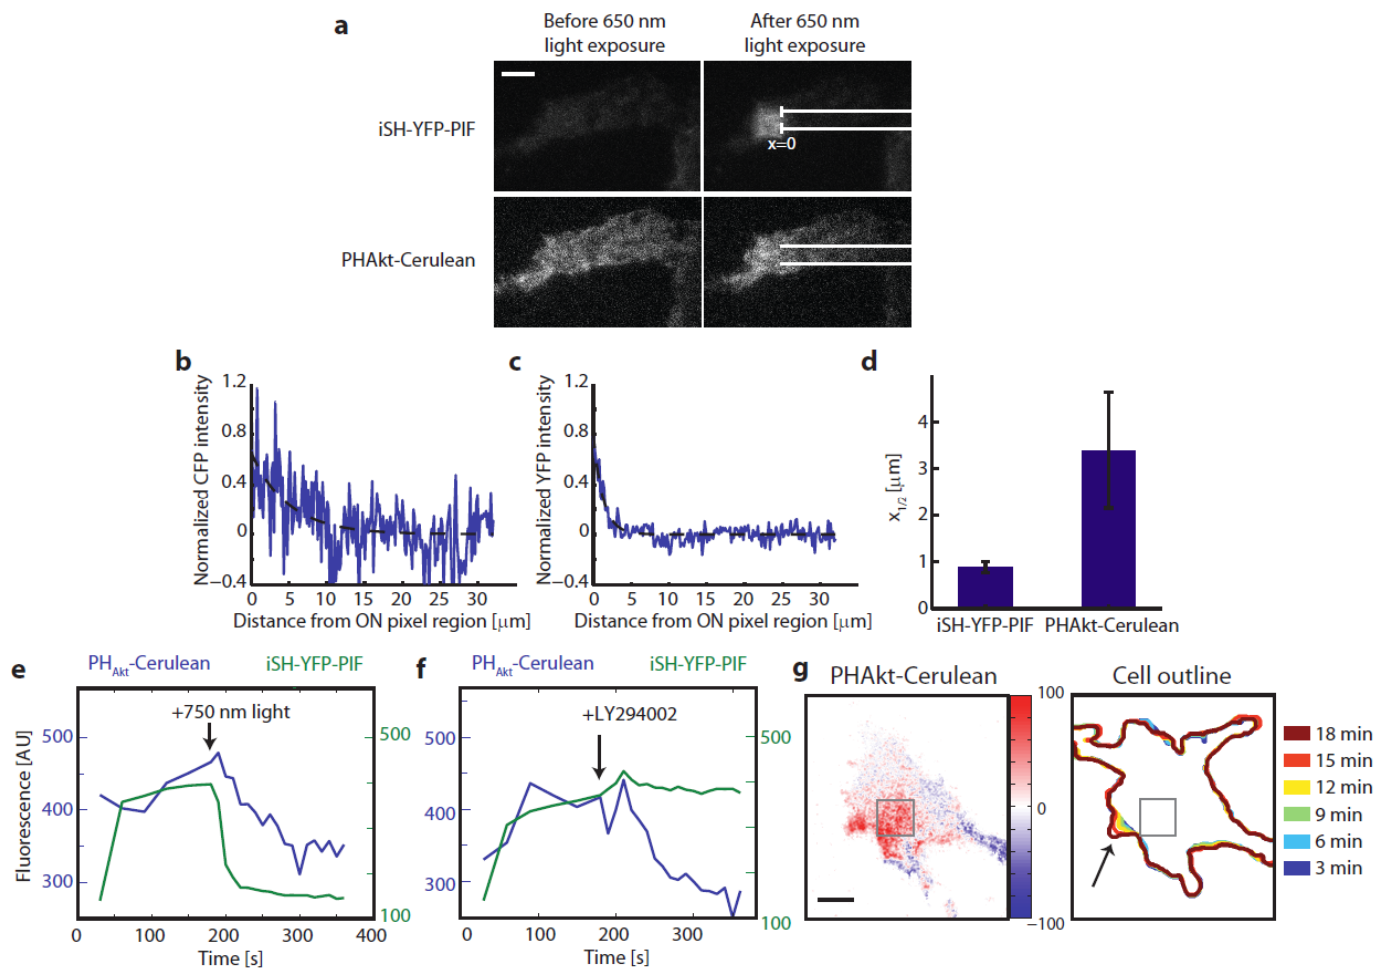 a
Before 650 nm
light exposure
After 650 nm
light exposure
iSH-YFP-PIF
x=0
PHAkt-Cerulean
b
Normalized CFP intensity
1.2
0.8
0.4
0
−0.4
0 5 10 15 20 25 30
Distance from ON pixel region [μm]
c
Normalized YFP intensity
1.2
0.8
0.4
0
−0.4
0 5 10 15 20 25 30
Distance from ON pixel region [μm]
d
x1/2 [μm]
4
3
2
1
0
iSH-YFP-PIF PHAkt-Cerulean
e
PHAkt-Cerulean iSH-YFP-PIF
+750 nm light
Fluorescence [AU]
500
400
300
500
100
0 100 200 300 400
Time [s]
f
PHAkt-Cerulean iSH-YFP-PIF
+LY294002
500
400
300
500
100
0 100 200 300
Time [s]
g
PHAkt-Cerulean
100
0
−100
Cell outline
18 min
15 min
12 min
9 min
6 min
3 min